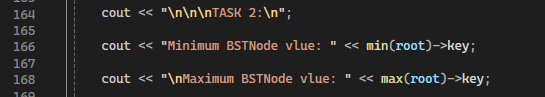 164 cout << "\n\n\nTASK 2:\n";
165
166 cout << "Minimum BSTNode vlue: " << min(root)->key;
167
168 cout << "\nMaximum BSTNode vlue: " << max(root)->key;